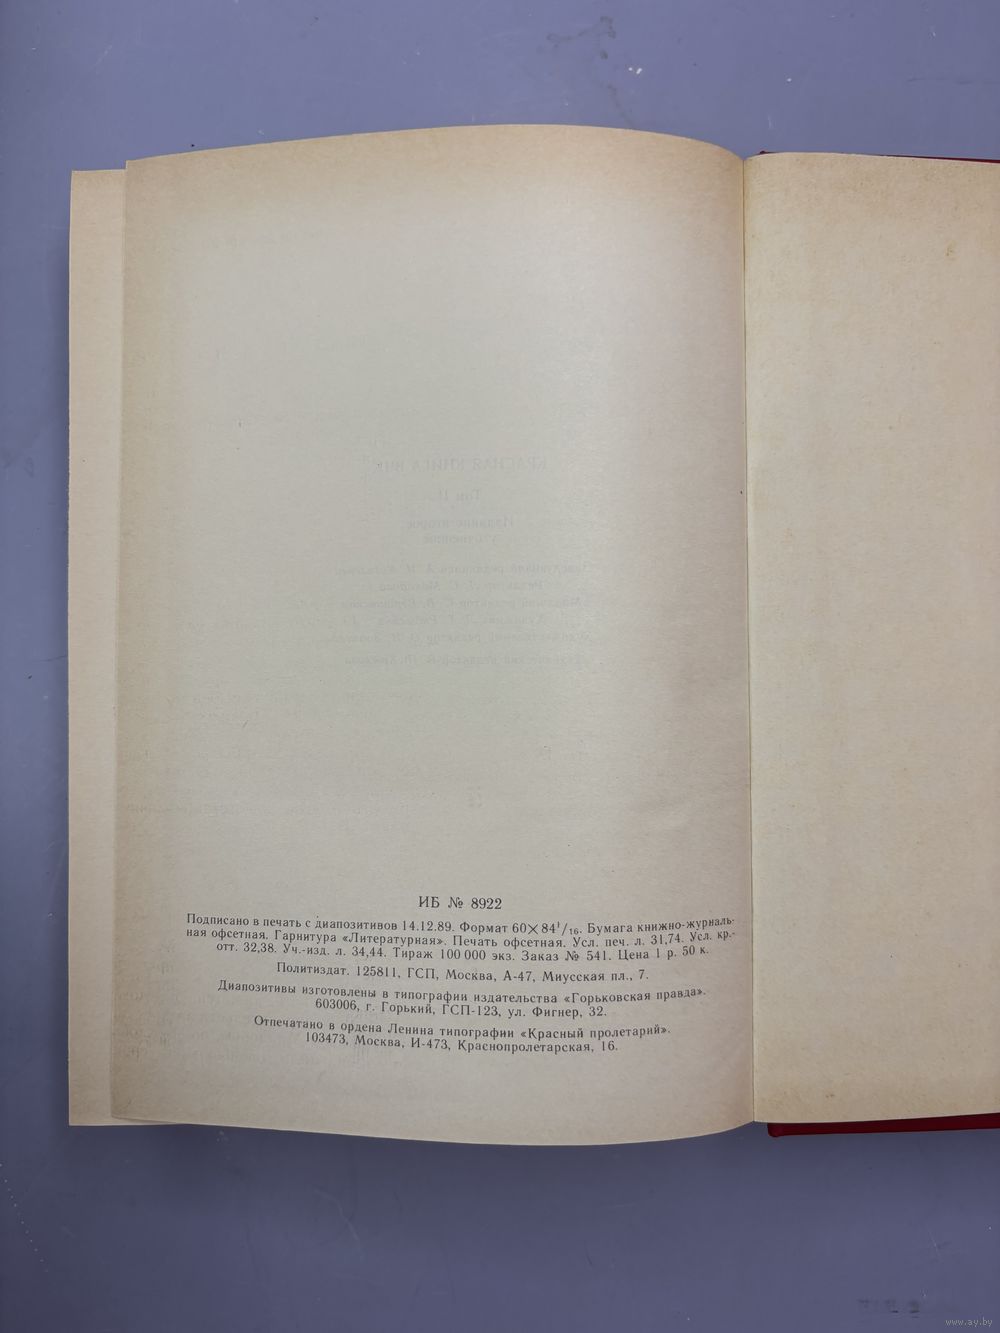 ИБ № 8922
Подписано в печать с диапозитивов 14.12.89. Формат 60×84¹/₁₆. Бумага книжно-журналь-
ная офсетная. Гарнитура «Литературная». Печать офсетная. Усл. печ. л. 31,74. Усл. кр.-
отт. 32,38. Уч.-изд. л. 34,44. Тираж 100 000 экз. Заказ № 541. Цена 1 р. 50 к.
Политиздат. 125811, ГСП, Москва, А-47, Миусская пл., 7.
Диапозитивы изготовлены в типографии издательства «Горьковская правда».
603006, г. Горький, ГСП-123, ул. Фигнер, 32.
Отпечатано в ордена Ленина типографии «Красный пролетарий».
103473, Москва, И-473, Краснопролетарская, 16.
www.ay.by